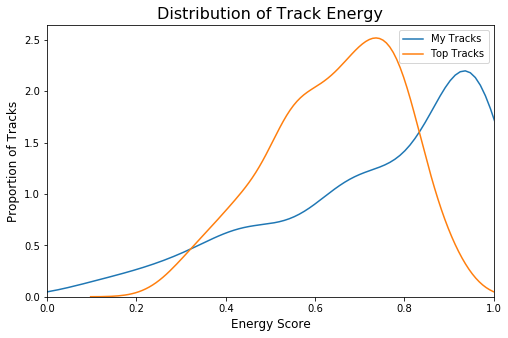 Distribution of Track Energy
My Tracks
Top Tracks
Proportion of Tracks
2.5
2.0
1.5
1.0
0.5
0.0
0.0 0.2 0.4 0.6 0.8 1.0
Energy Score